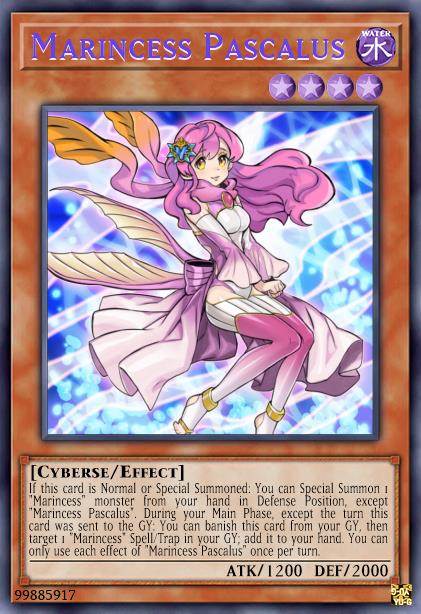 Marincess Pascalus
WATER
水
[Cyberse/Effect]
If this card is Normal or Special Summoned: You can Special Summon 1
"Marincess" monster from your hand in Defense Position, except
"Marincess Pascalus". During your Main Phase, except the turn this
card was sent to the GY: You can banish this card from your GY, then
target 1 "Marincess" Spell/Trap in your GY; add it to your hand. You can
only use each effect of "Marincess Pascalus" once per turn.
ATK/1200 DEF/2000
99885917